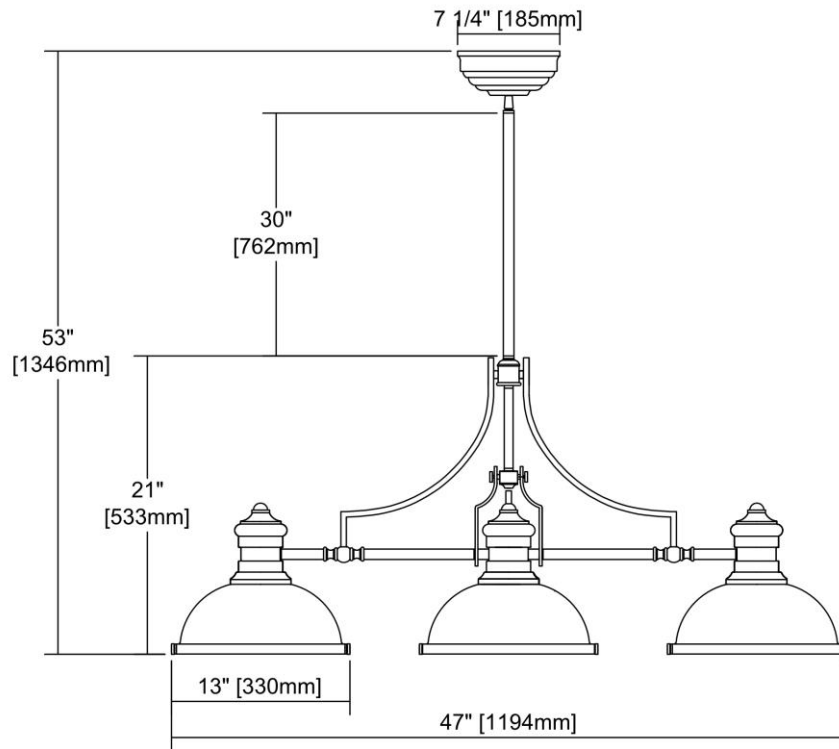 7 1/4" [185mm]
30"
[762mm]
53"
[1346mm]
21"
[533mm]
13" [330mm]
47" [1194mm]